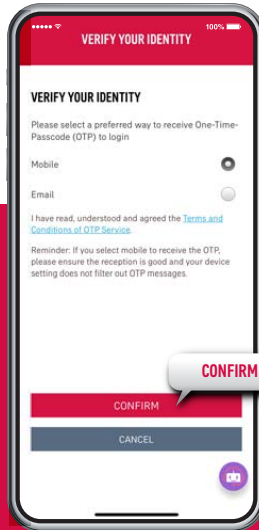 100%
VERIFY YOUR IDENTITY
VERIFY YOUR IDENTITY
Please select a preferred way to receive One-Time-
Passcode (OTP) to login
Mobile
Email
I have read, understood and agreed the Terms and
Conditions of OTP Service.
Reminder: If you select mobile to receive the OTP,
please ensure the reception is good and your device
setting does not filter out OTP messages.
CONFIRM
CONFIRM
CANCEL